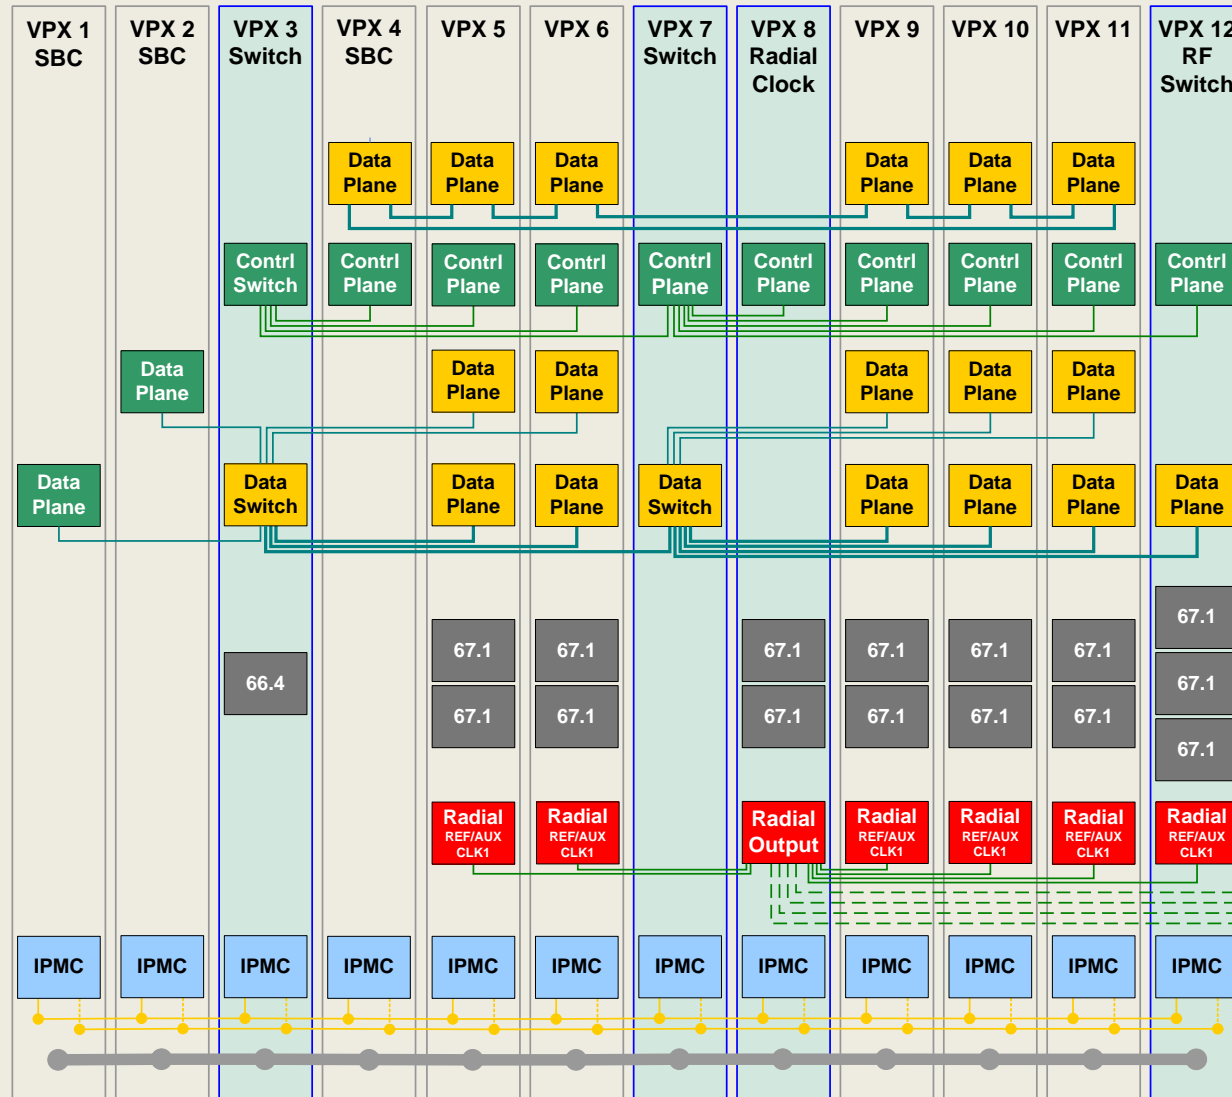 VPX 1
SBC
VPX 2
SBC
VPX 3
Switch
VPX 4
SBC
VPX 5
VPX 6
VPX 7
Switch
VPX 8
Radial
Clock
VPX 9
VPX 10
VPX 11
VPX 12
RF
Switch
Data
Plane
Data
Plane
Data
Plane
Data
Plane
Data
Plane
Data
Plane
Contrl
Switch
Contrl
Plane
Contrl
Plane
Contrl
Plane
Contrl
Plane
Contrl
Plane
Contrl
Plane
Contrl
Plane
Contrl
Plane
Contrl
Plane
Data
Plane
Data
Plane
Data
Plane
Data
Plane
Data
Plane
Data
Plane
Data
Plane
Data
Switch
Data
Plane
Data
Plane
Data
Switch
Data
Plane
Data
Plane
Data
Plane
Data
Plane
67.1
66.4
67.1
67.1
67.1
67.1
67.1
67.1
67.1
67.1
67.1
67.1
67.1
67.1
67.1
67.1
Radial
REF/AUX
CLK1
Radial
REF/AUX
CLK1
Radial
Output
Radial
REF/AUX
CLK1
Radial
REF/AUX
CLK1
Radial
REF/AUX
CLK1
Radial
REF/AUX
CLK1
IPMC
IPMC
IPMC
IPMC
IPMC
IPMC
IPMC
IPMC
IPMC
IPMC
IPMC
IPMC